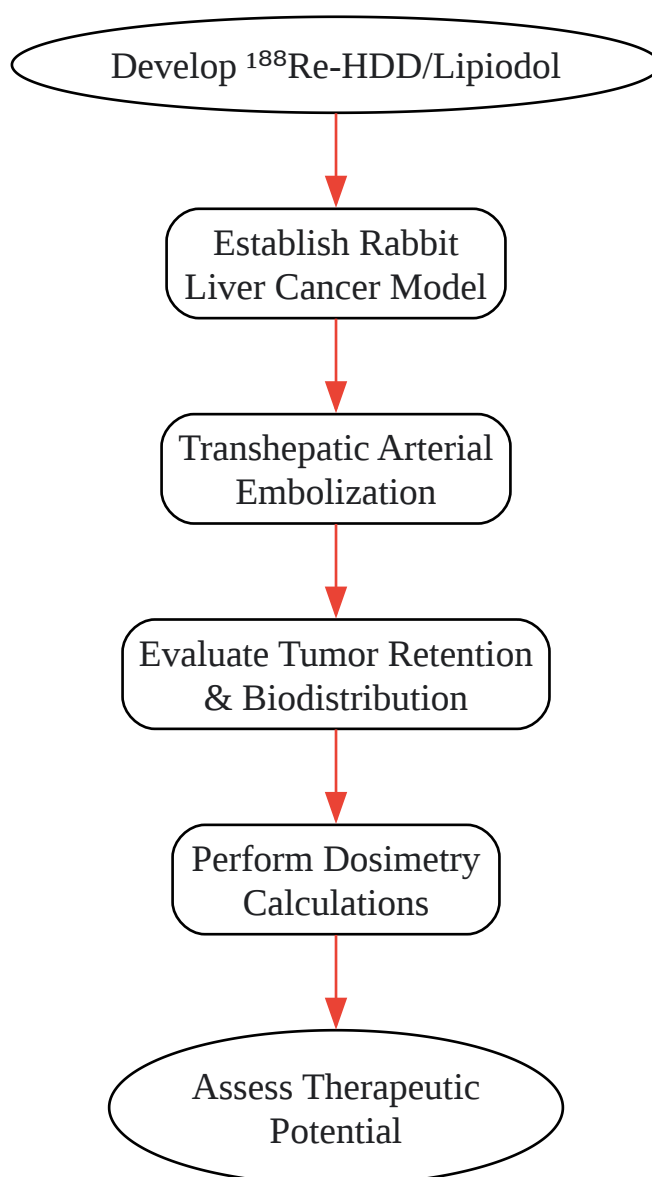 Develop ¹⁸⁸Re-HDD/Lipiodol
Establish Rabbit
Liver Cancer Model
Transhepatic Arterial
Embolization
Evaluate Tumor Retention
& Biodistribution
Perform Dosimetry
Calculations
Assess Therapeutic
Potential